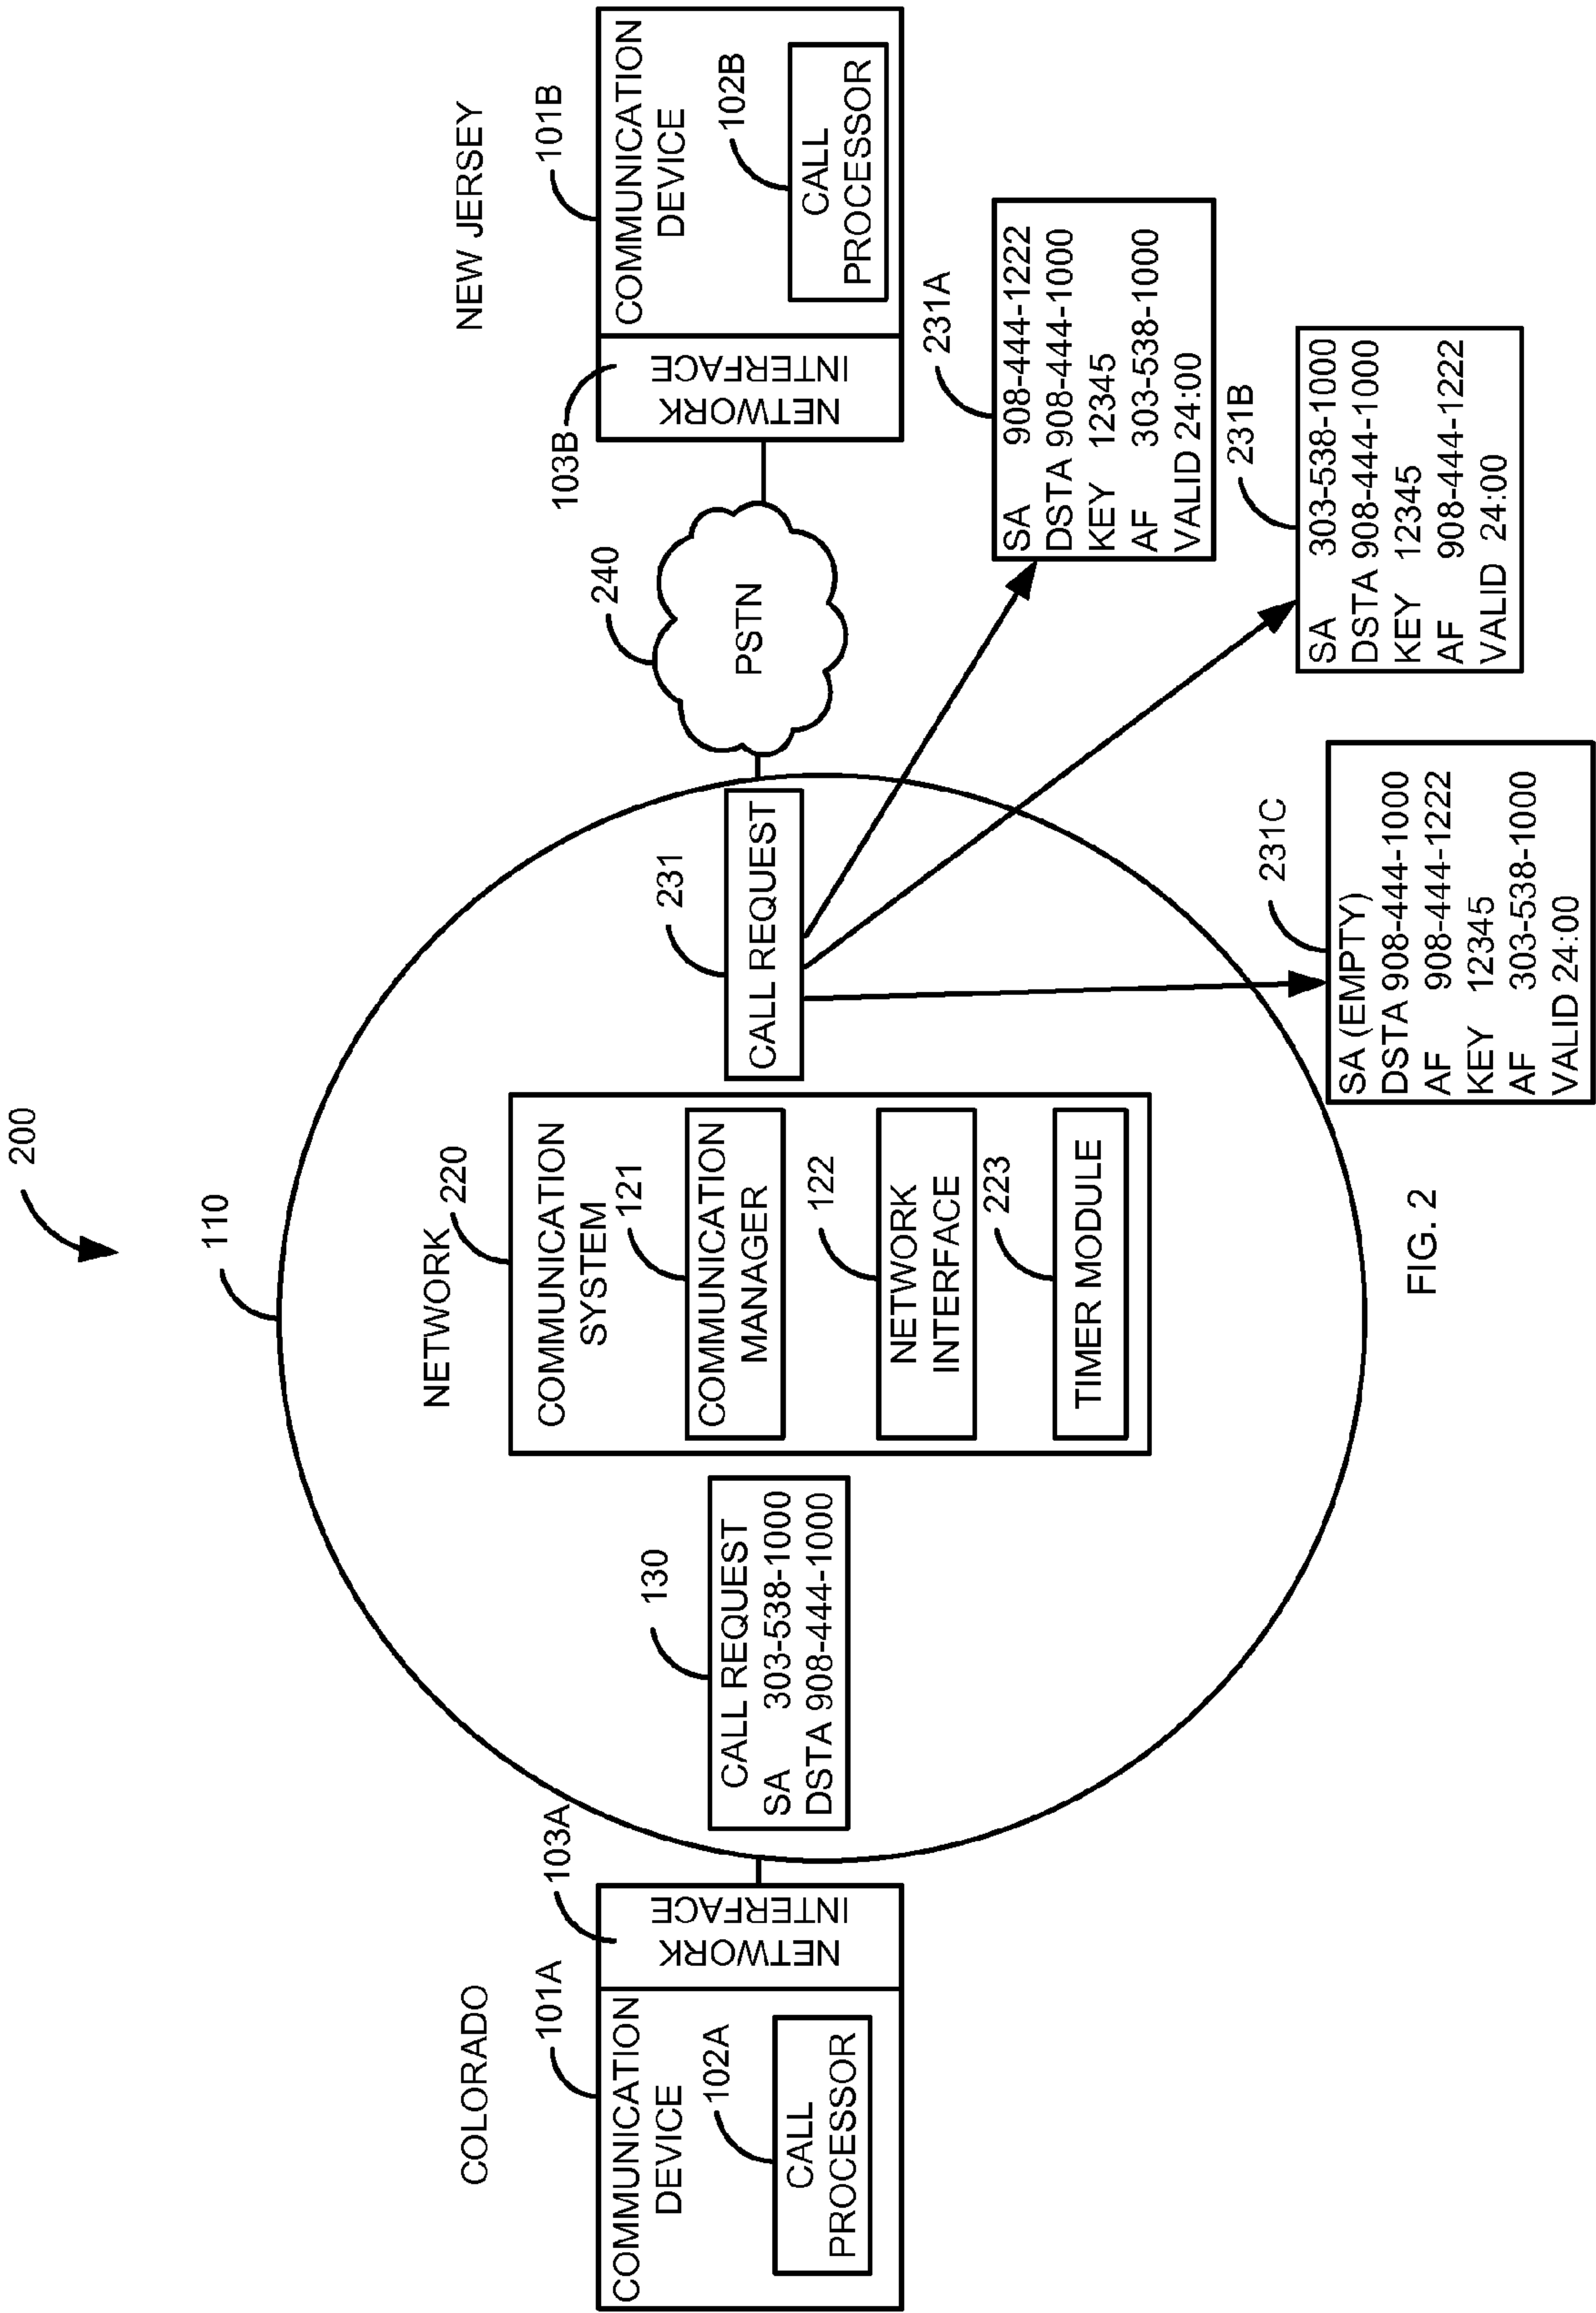 200
110
COLORADO
101A
103A
COMMUNICATION
DEVICE
102A
CALL
PROCESSOR
NETWORK
INTERFACE
130
CALL REQUEST
SA 303-538-1000
DSTA 908-444-1000
NETWORK
220
COMMUNICATION
SYSTEM
121
COMMUNICATION
MANAGER
122
NETWORK
INTERFACE
223
TIMER MODULE
231
CALL REQUEST
240
PSTN
NEW JERSEY
101B
103B
NETWORK
INTERFACE
COMMUNICATION
DEVICE
102B
CALL
PROCESSOR
231A
SA 908-444-1222
DSTA 908-444-1000
KEY 12345
AF 303-538-1000
VALID 24:00
231B
SA 303-538-1000
DSTA 908-444-1000
KEY 12345
AF 908-444-1222
VALID 24:00
231C
SA (EMPTY)
DSTA 908-444-1000
AF 908-444-1222
KEY 12345
AF 303-538-1000
VALID 24:00
FIG. 2